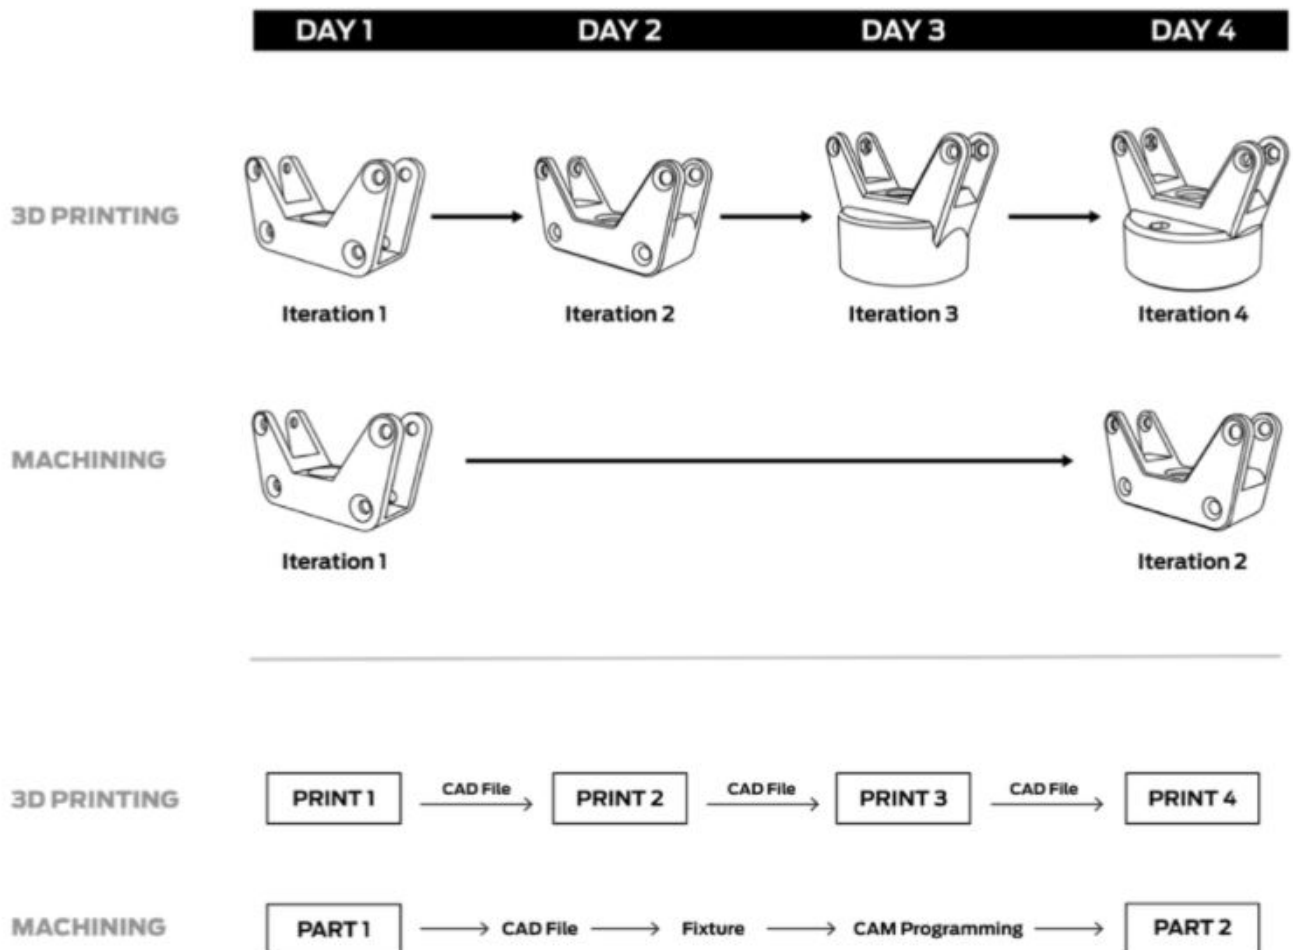 DAY 1 DAY 2 DAY 3 DAY 4
3D PRINTING
Iteration 1 Iteration 2 Iteration 3 Iteration 4
MACHINING
Iteration 1 Iteration 2
3D PRINTING PRINT 1 CAD File PRINT 2 CAD File PRINT 3 CAD File PRINT 4
MACHINING PART 1 CAD File Fixture CAM Programming PART 2